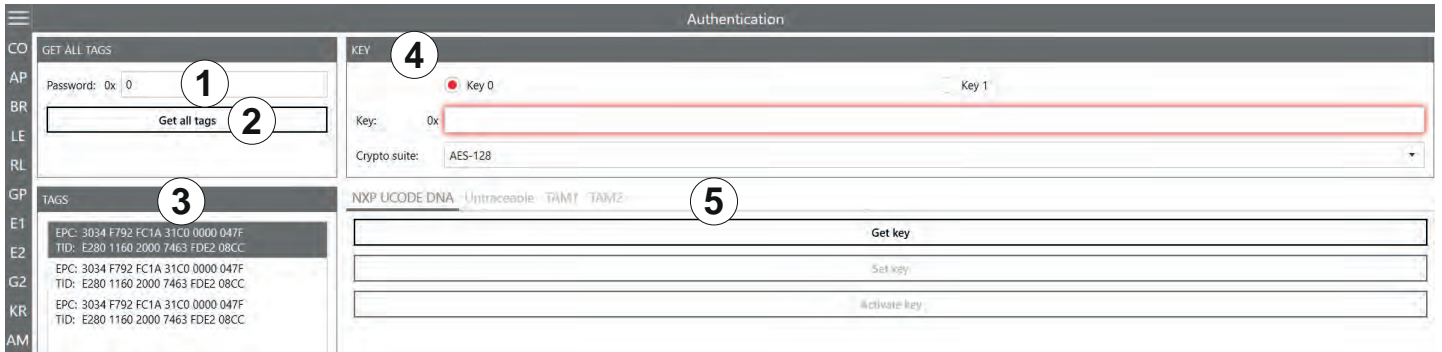 Authentication
CO
AP
BR
LE
RL
GP
E1
E2
G2
KR
AM
GET ALL TAGS
Password: 0x 0
1
Get all tags
2
TAGS
3
EPC: 3034 F792 FC1A 31C0 0000 047F
TID: E280 1160 2000 7463 FDE2 08CC
EPC: 3034 F792 FC1A 31C0 0000 047F
TID: E280 1160 2000 7463 FDE2 08CC
EPC: 3034 F792 FC1A 31C0 0000 047F
TID: E280 1160 2000 7463 FDE2 08CC
KEY
4
Key 0 Key 1
Key: 0x
Crypto suite: AES-128
NXP UCODE DNA Untraceable TAM1 TAM2
5
Get key
Set key
Activate key